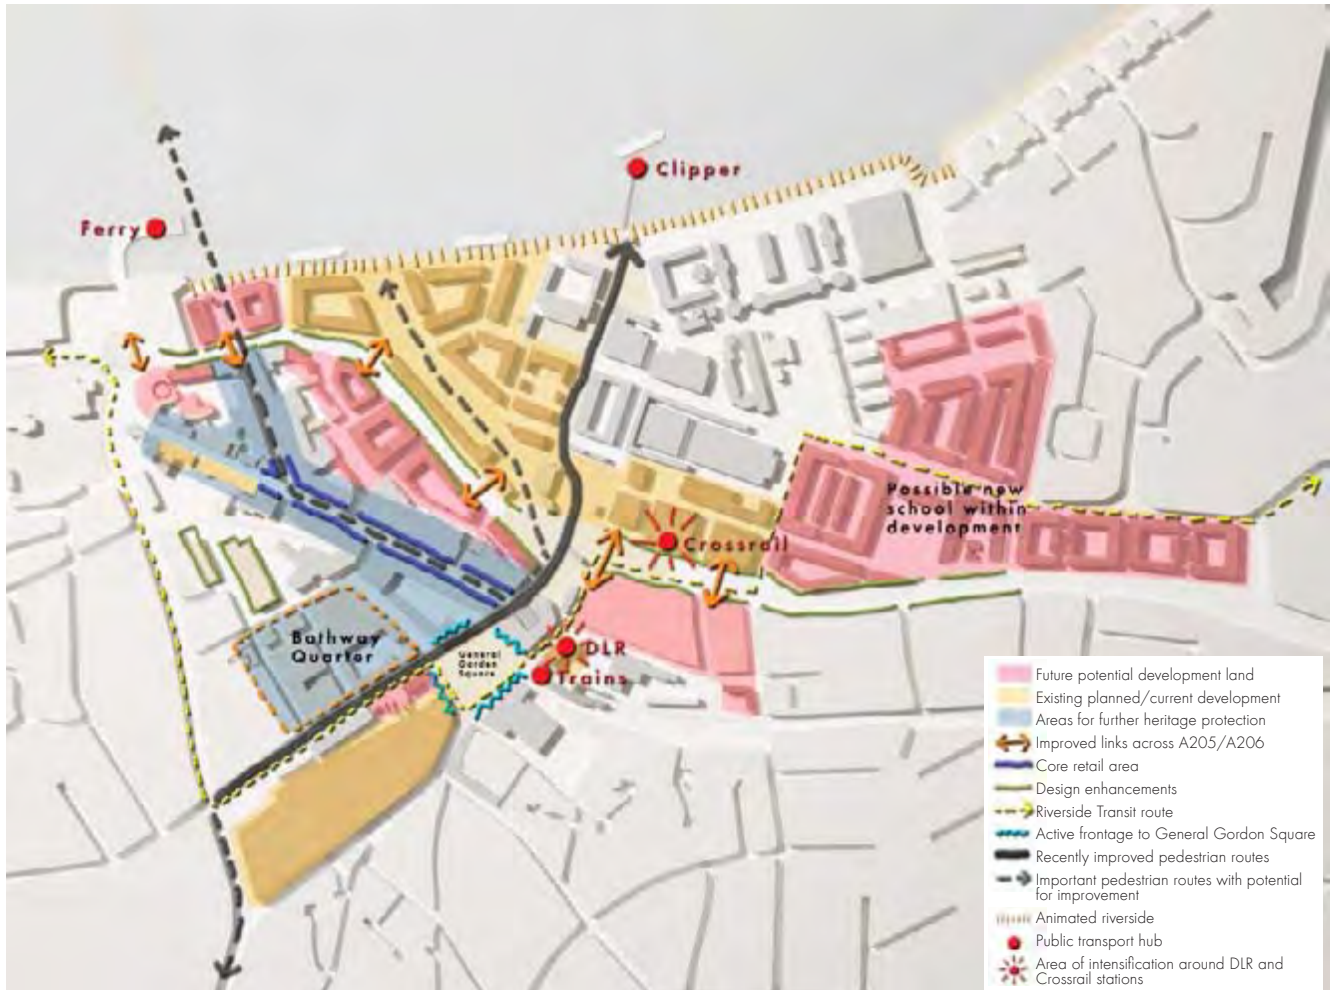 Clipper
Ferry
Possible new
school within
development
Crossrail
Bathway
Quarter
General
Gordon
Square
DLR
Trains
Future potential development land
Existing planned/current development
Areas for further heritage protection
Improved links across A205/A206
Core retail area
Design enhancements
Riverside Transit route
Active frontage to General Gordon Square
Recently improved pedestrian routes
Important pedestrian routes with potential
for improvement
Animated riverside
Public transport hub
Area of intensification around DLR and
Crossrail stations